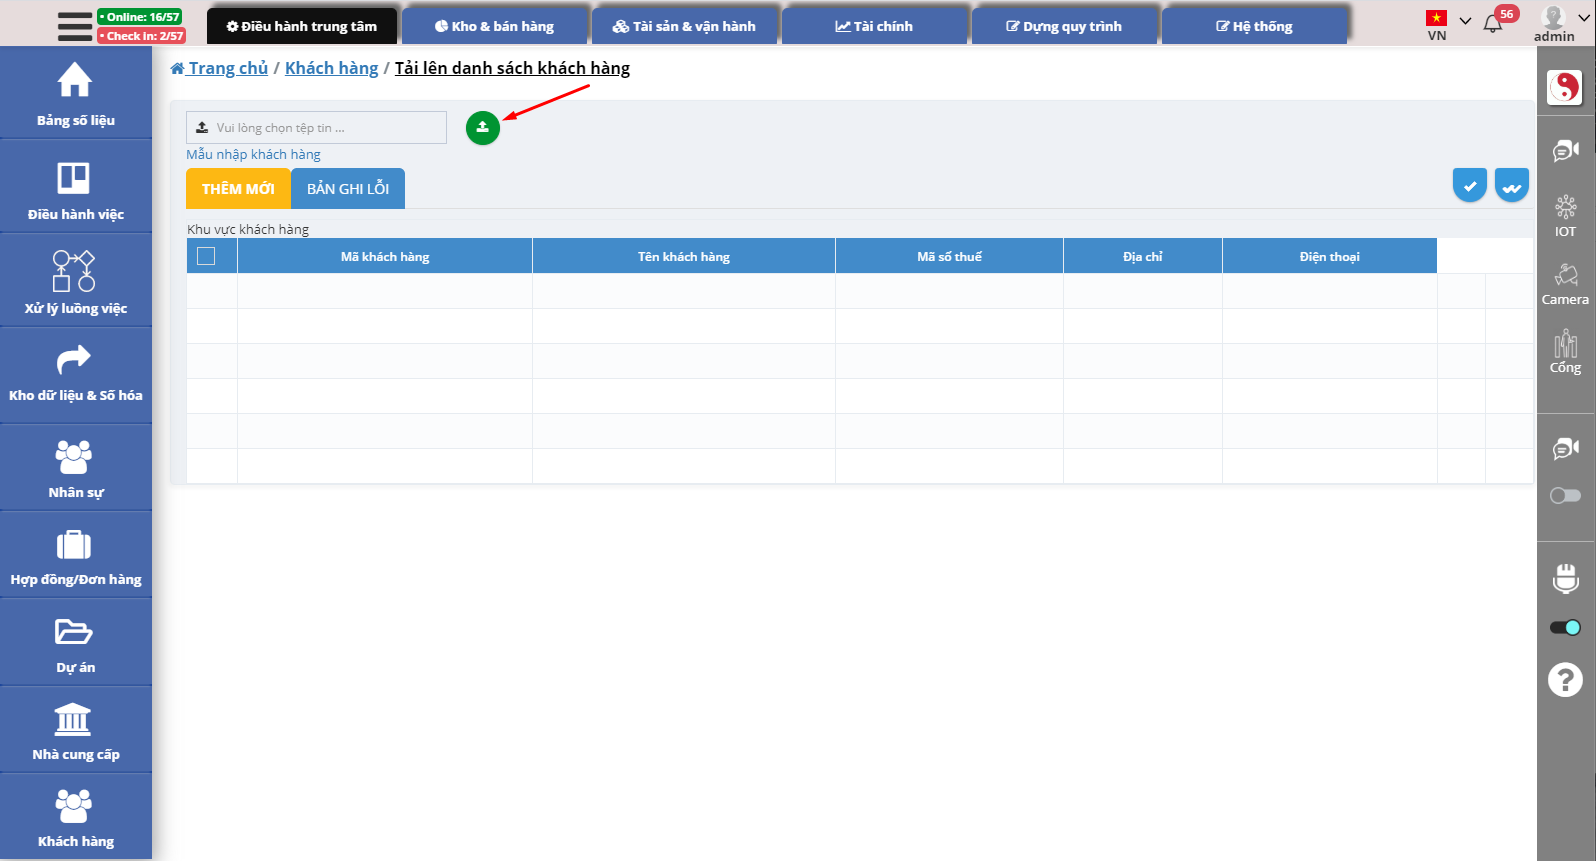 • Online: 16/57
• Check In: 2/57
Điều hành trung tâm
Kho & bán hàng
Tài sản & vận hành
Tài chính
Dựng quy trình
Hệ thống
VN
56
admin
Trang chủ / Khách hàng / Tải lên danh sách khách hàng
Vui lòng chọn tệp tin ...
Mẫu nhập khách hàng
THÊM MỚI
BẢN GHI LỖI
Khu vực khách hàng
Mã khách hàng
Tên khách hàng
Mã số thuế
Địa chỉ
Điện thoại
Bảng số liệu
Điều hành việc
Xử lý luồng việc
Kho dữ liệu & Số hóa
Nhân sự
Hợp đồng/Đơn hàng
Dự án
Nhà cung cấp
Khách hàng
IOT
Camera
Cổng